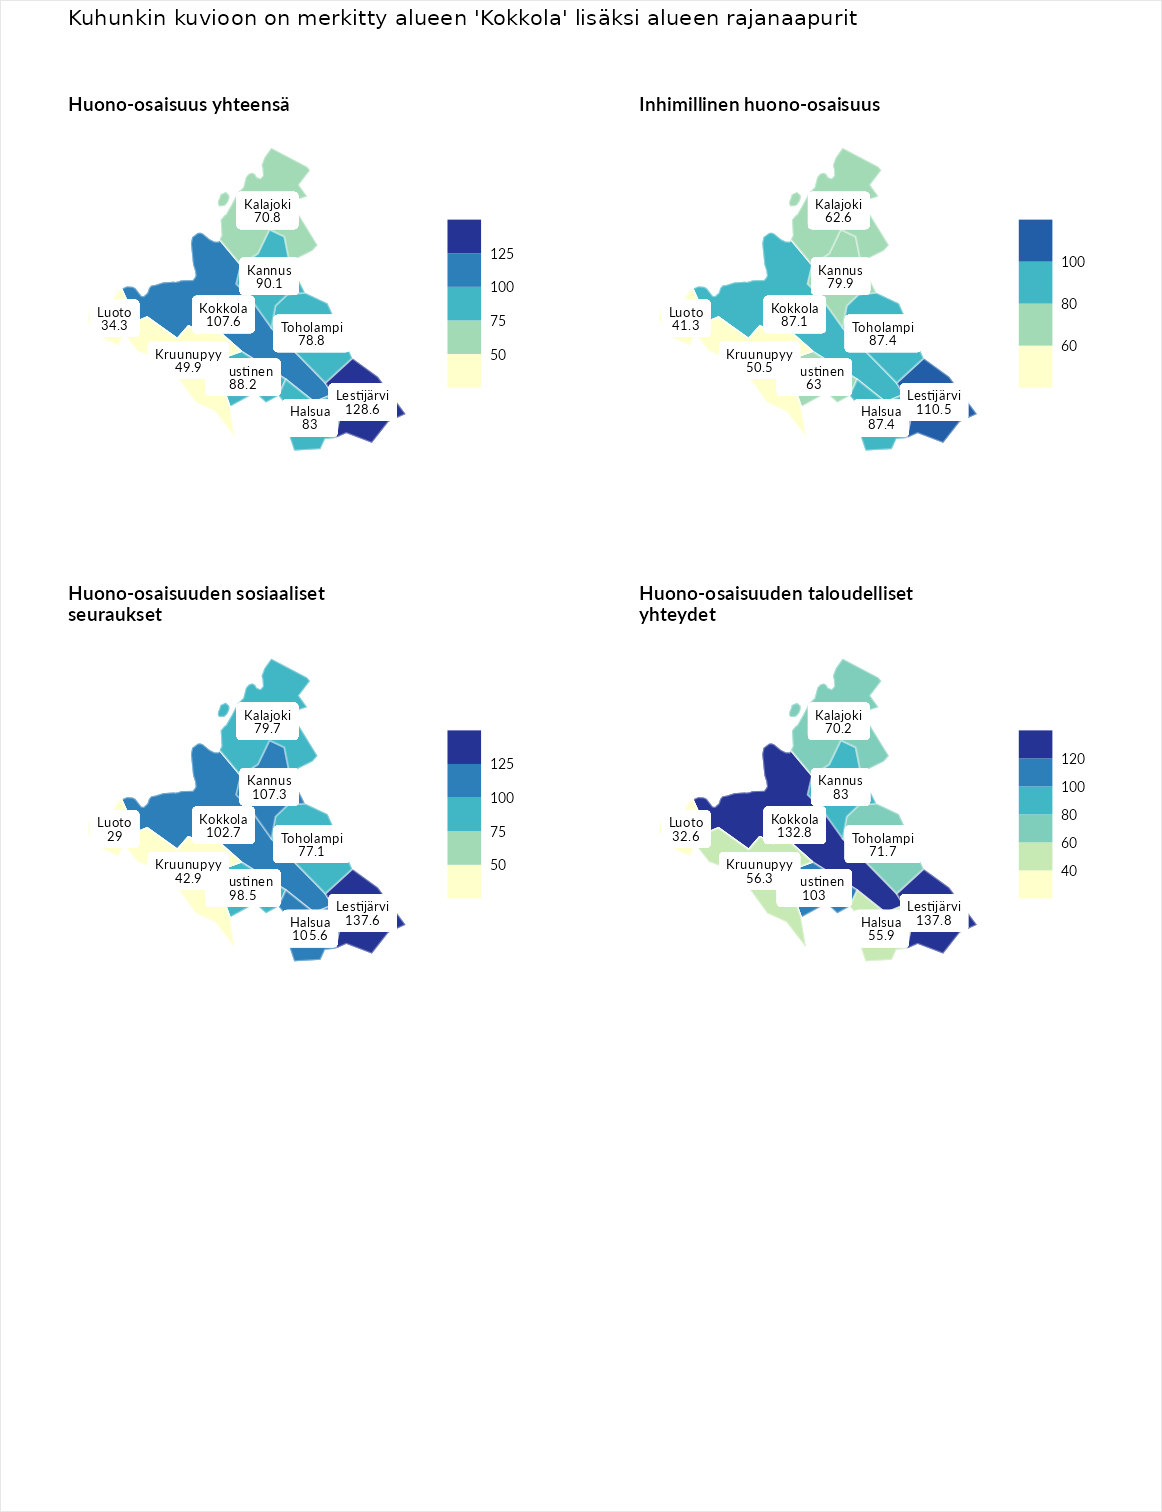 Kuhunkin kuvioon on merkitty alueen 'Kokkola' lisäksi alueen rajanaapurit
Huono-osaisuus yhteensä
Kalajoki
70.8
Kannus
90.1
Kokkola
107.6
Luoto
34.3
Toholampi
78.8
Kruunupyy
49.9
ustinen
88.2
Lestijärvi
128.6
Halsua
83
125
100
75
50
Inhimillinen huono-osaisuus
Kalajoki
62.6
Kannus
79.9
Kokkola
87.1
Luoto
41.3
Toholampi
87.4
Kruunupyy
50.5
ustinen
63
Lestijärvi
110.5
Halsua
87.4
100
80
60
Huono-osaisuuden sosiaaliset
seuraukset
Kalajoki
79.7
Kannus
107.3
Kokkola
102.7
Luoto
29
Toholampi
77.1
Kruunupyy
42.9
ustinen
98.5
Lestijärvi
137.6
Halsua
105.6
125
100
75
50
Huono-osaisuuden taloudelliset
yhteydet
Kalajoki
70.2
Kannus
83
Kokkola
132.8
Luoto
32.6
Toholampi
71.7
Kruunupyy
56.3
ustinen
103
Lestijärvi
137.8
Halsua
55.9
120
100
80
60
40